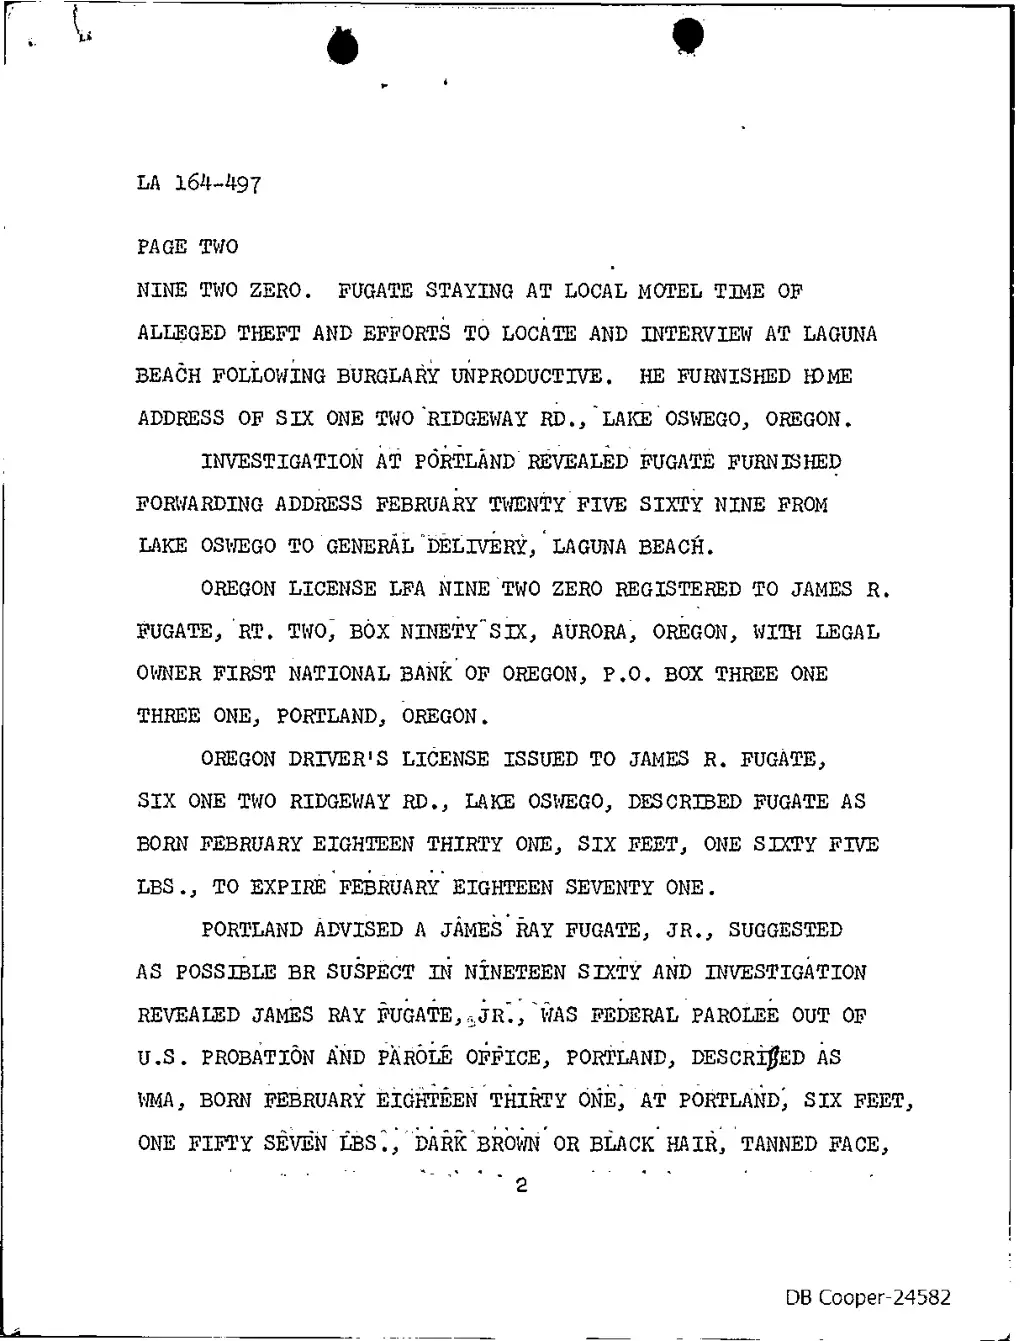 LA 164-497
PAGE TWO
NINE TWO ZERO. FUGATE STAYING AT LOCAL MOTEL TIME OF
ALLEGED THEFT AND EFFORTS TO LOCATE AND INTERVIEW AT LAGUNA
BEACH FOLLOWING BURGLARY UNPRODUCTIVE. HE FURNISHED HOME
ADDRESS OF SIX ONE TWO RIDGEWAY RD., LAKE OSWEGO, OREGON.
INVESTIGATION AT PORTLAND REVEALED FUGATE FURNISHED
FORWARDING ADDRESS FEBRUARY TWENTY FIVE SIXTY NINE FROM
LAKE OSWEGO TO GENERAL DELIVERY, LAGUNA BEACH.
OREGON LICENSE LFA NINE TWO ZERO REGISTERED TO JAMES R.
FUGATE, RT. TWO, BOX NINETY SIX, AURORA, OREGON, WITH LEGAL
OWNER FIRST NATIONAL BANK OF OREGON, P.O. BOX THREE ONE
THREE ONE, PORTLAND, OREGON.
OREGON DRIVER'S LICENSE ISSUED TO JAMES R. FUGATE,
SIX ONE TWO RIDGEWAY RD., LAKE OSWEGO, DESCRIBED FUGATE AS
BORN FEBRUARY EIGHTEEN THIRTY ONE, SIX FEET, ONE SIXTY FIVE
LBS., TO EXPIRE FEBRUARY EIGHTEEN SEVENTY ONE.
PORTLAND ADVISED A JAMES RAY FUGATE, JR., SUGGESTED
AS POSSIBLE BR SUSPECT IN NINETEEN SIXTY AND INVESTIGATION
REVEALED JAMES RAY FUGATE, JR., WAS FEDERAL PAROLEE OUT OF
U.S. PROBATION AND PAROLE OFFICE, PORTLAND, DESCRIBED AS
WMA, BORN FEBRUARY EIGHTEEN THIRTY ONE, AT PORTLAND, SIX FEET,
ONE FIFTY SEVEN LBS., DARK BROWN OR BLACK HAIR, TANNED FACE,
2
DB Cooper-24582